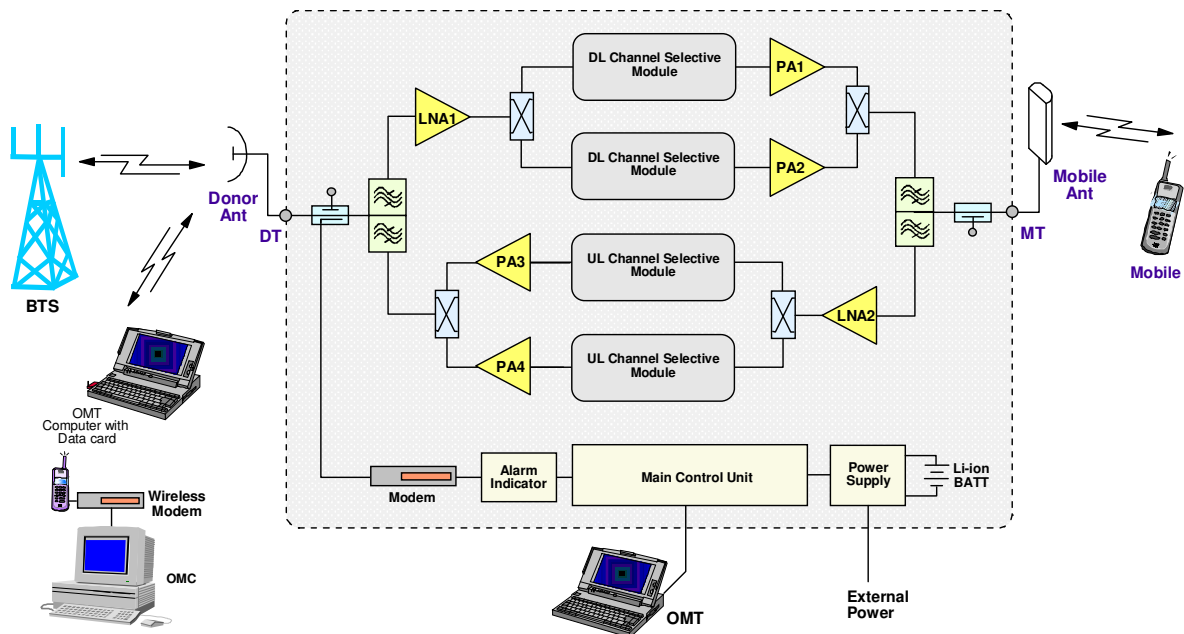 DL Channel Selective
Module
PA1
LNA1
DL Channel Selective
Module
PA2
Donor
Ant
DT
BTS
Mobile
Ant
MT
Mobile
PA3
UL Channel Selective
Module
LNA2
PA4
UL Channel Selective
Module
OMT
Computer with
Data card
Wireless
Modem
OMC
Modem
Alarm
Indicator
Main Control Unit
Power
Supply
Li-ion
BATT
OMT
External
Power